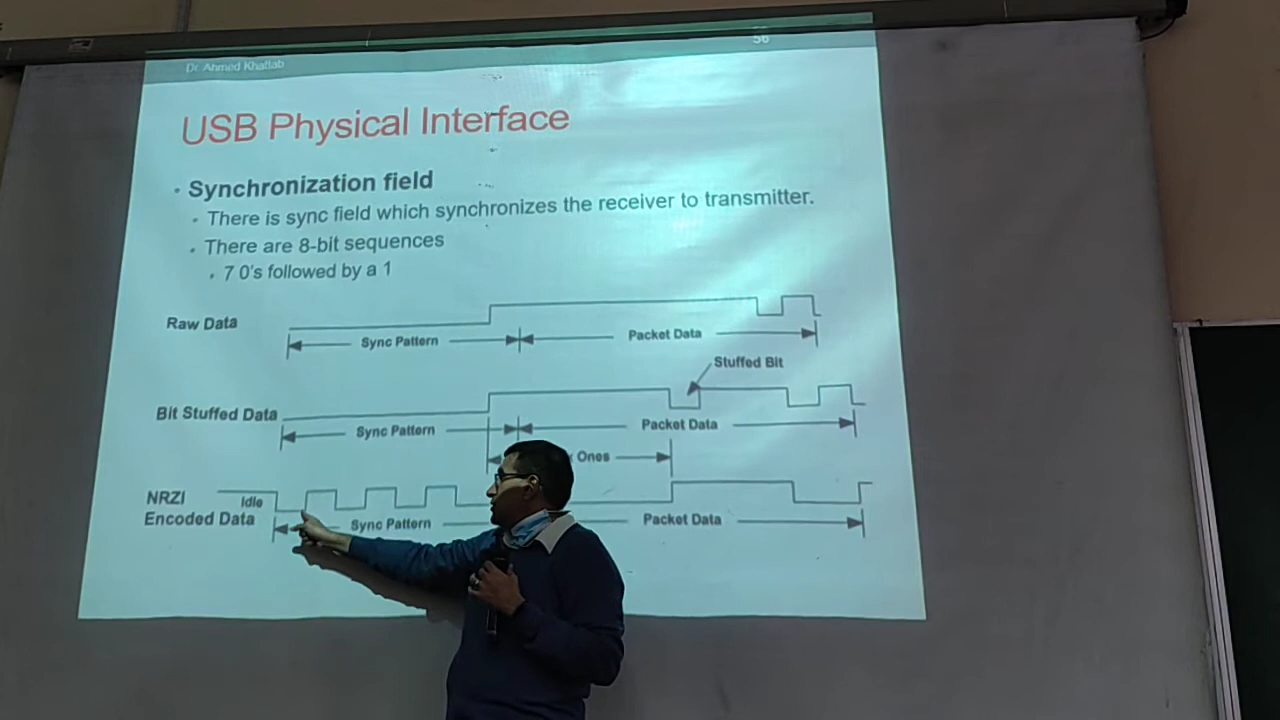 56
Dr Ahmed Khattab
USB Physical Interface
• Synchronization field
• There is sync field which synchronizes the receiver to transmitter.
• There are 8-bit sequences
• 7 0's followed by a 1
Raw Data
Sync Pattern
Packet Data
Stuffed Bit
Bit Stuffed Data
Sync Pattern
Packet Data
Ones
NRZI
Encoded Data
Idle
Sync Pattern
Packet Data